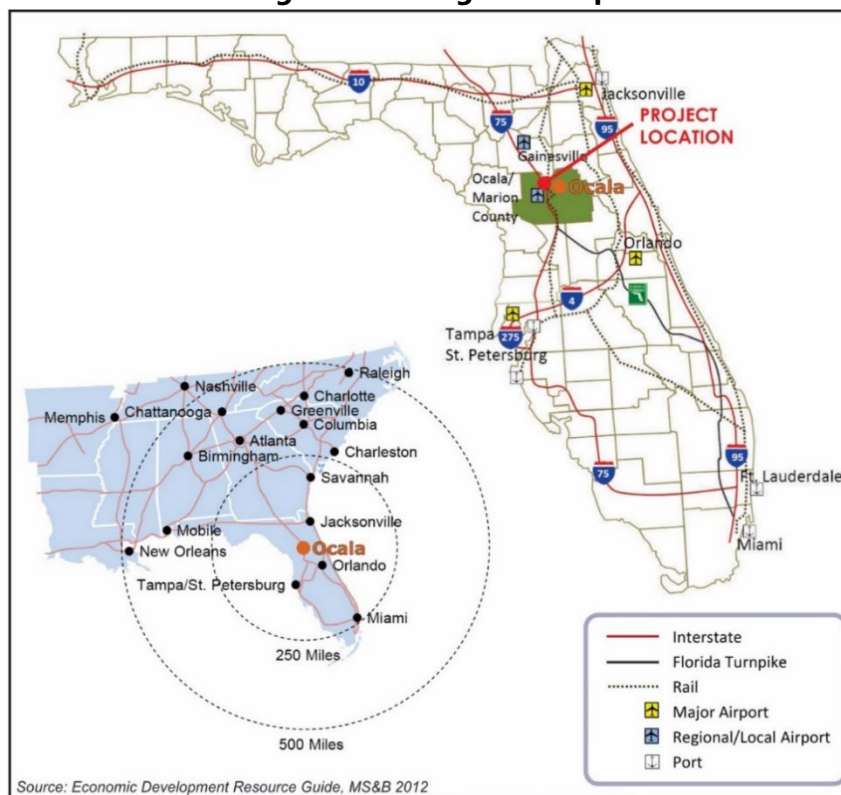 10
Jacksonville
75
95
PROJECT
LOCATION
Gainesville
Ocala/
Marion
County
Ocala
Orlando
4
Tampa
St. Petersburg
275
75
95
Ft. Lauderdale
Miami
Nashville
Raleigh
Memphis
Chattanooga
Charlotte
Greenville
Columbia
Atlanta
Birmingham
Charleston
Savannah
Jacksonville
Mobile
New Orleans
Ocala
Orlando
Tampa/St. Petersburg
Miami
250 Miles
500 Miles
Interstate
Florida Turnpike
Rail
Major Airport
Regional/Local Airport
Port
Source: Economic Development Resource Guide, MS&B 2012